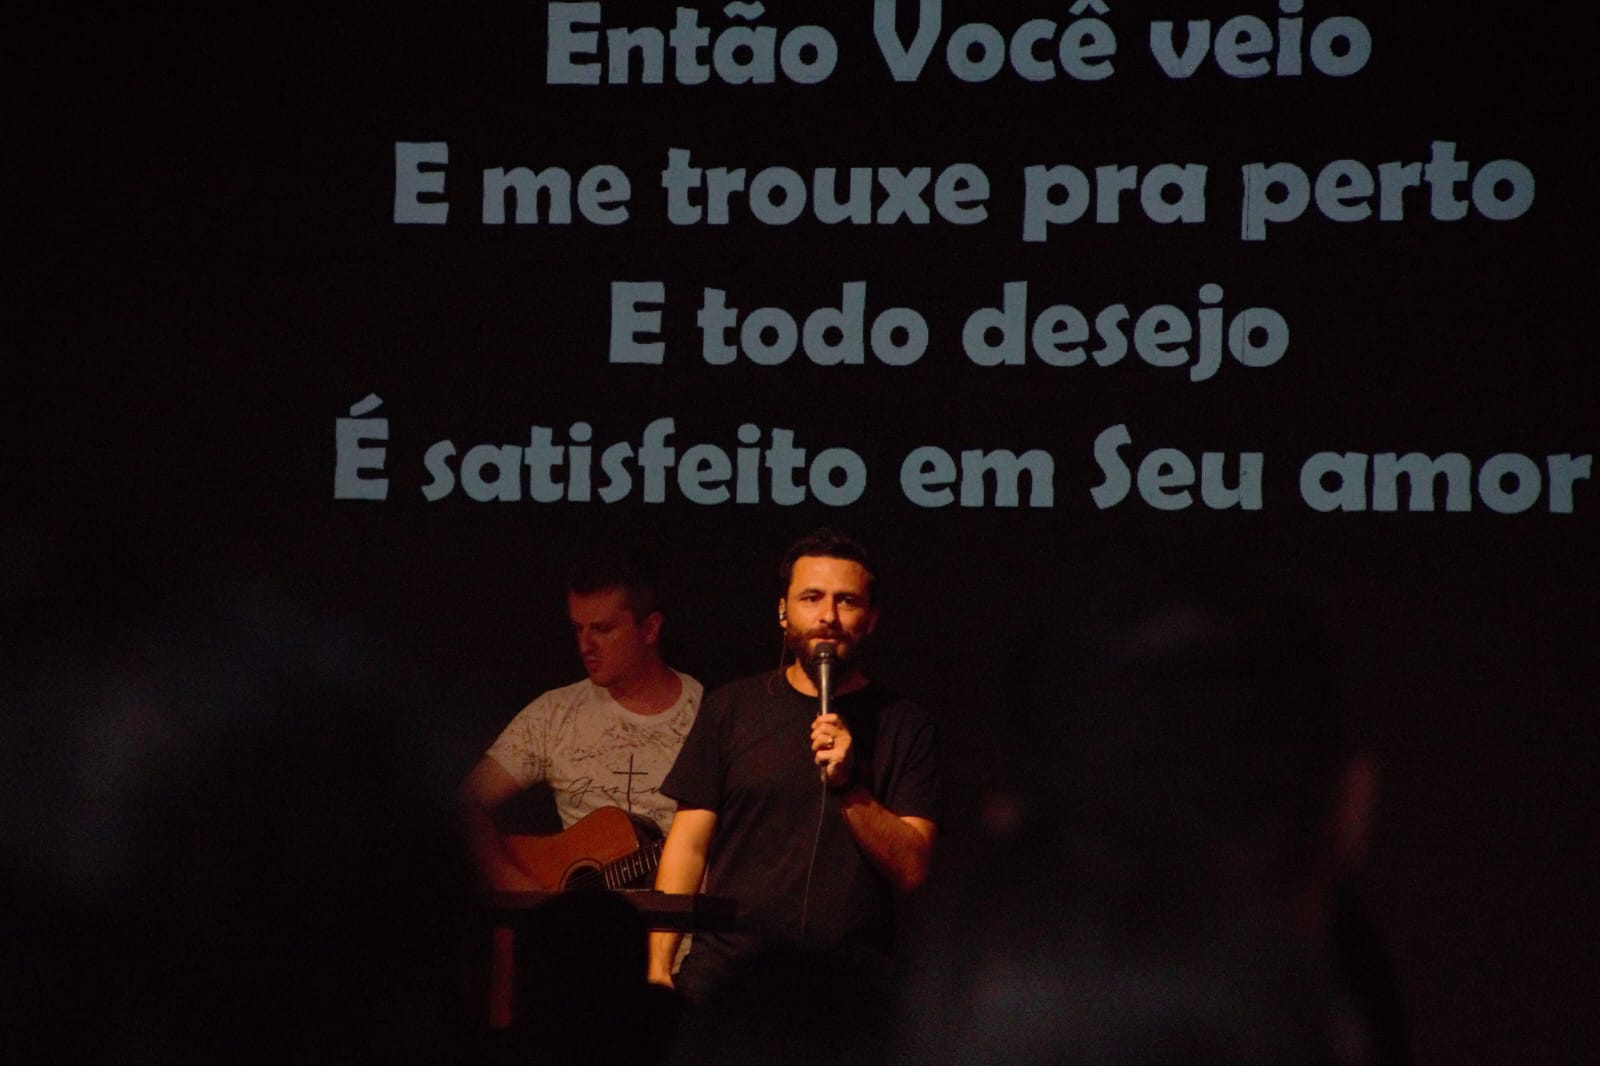 Então Você veio
E me trouxe pra perto
E todo desejo
É satisfeito em Seu amor